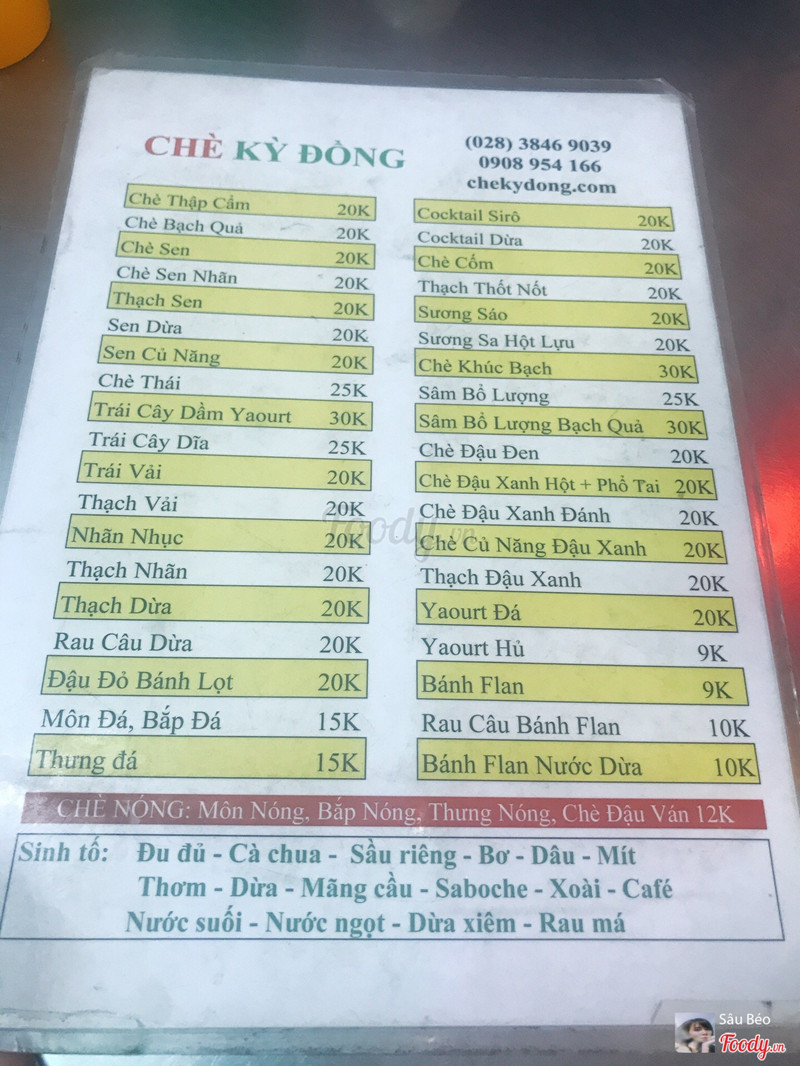 CHÈ KỲ ĐỒNG
(028) 3846 9039
0908 954 166
chekydong.com
Chè Thập Cẩm 20K
Chè Bạch Quả 20K
Chè Sen 20K
Chè Sen Nhãn 20K
Thạch Sen 20K
Sen Dừa 20K
Sen Củ Năng 20K
Chè Thái 25K
Trái Cây Dầm Yaourt 30K
Trái Cây Dĩa 25K
Trái Vải 20K
Thạch Vải 20K
Nhãn Nhục 20K
Thạch Nhãn 20K
Thạch Dừa 20K
Rau Câu Dừa 20K
Đậu Đỏ Bánh Lọt 20K
Môn Đá, Bắp Đá 15K
Thưng đá 15K
Cocktail Sirô 20K
Cocktail Dừa 20K
Chè Cốm 20K
Thạch Thốt Nốt 20K
Sương Sáo 20K
Sương Sa Hột Lựu 20K
Chè Khúc Bạch 30K
Sâm Bổ Lượng 25K
Sâm Bổ Lượng Bạch Quả 30K
Chè Đậu Đen 20K
Chè Đậu Xanh Hột + Phổ Tai 20K
Chè Đậu Xanh Đánh 20K
Chè Củ Năng Đậu Xanh 20K
Thạch Đậu Xanh 20K
Yaourt Đá 20K
Yaourt Hủ 9K
Bánh Flan 9K
Rau Câu Bánh Flan 10K
Bánh Flan Nước Dừa 10K
CHÈ NÓNG: Môn Nóng, Bắp Nóng, Thưng Nóng, Chè Đậu Ván 12K
Sinh tố: Đu đủ - Cà chua - Sầu riêng - Bơ - Dâu - Mít
Thơm - Dừa - Mãng cầu - Saboche - Xoài - Café
Nước suối - Nước ngọt - Dừa xiêm - Rau má
Foody.vn
Sâu Béo
Foody.vn